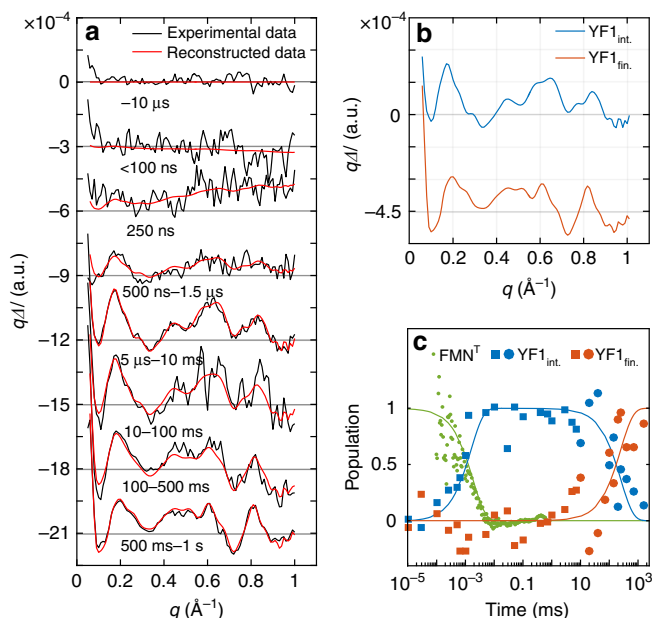 ×10⁻⁴
a
Experimental data
Reconstructed data
0
−10 μs
−3
<100 ns
−6
250 ns
−9
500 ns–1.5 μs
−12
5 μs–10 ms
−15
10–100 ms
−18
100–500 ms
−21
500 ms–1 s
qΔI (a.u.)
0 0.2 0.4 0.6 0.8 1
q (Å⁻¹)
×10⁻⁴
b
YF1int.
YF1fin.
0
−4.5
qΔI/ (a.u.)
0 0.2 0.4 0.6 0.8 1
q (Å⁻¹)
c
FMNᵀ YF1int. YF1fin.
1
0.5
0
Population
10⁻⁵ 10⁻³ 0.1 10 10³
Time (ms)